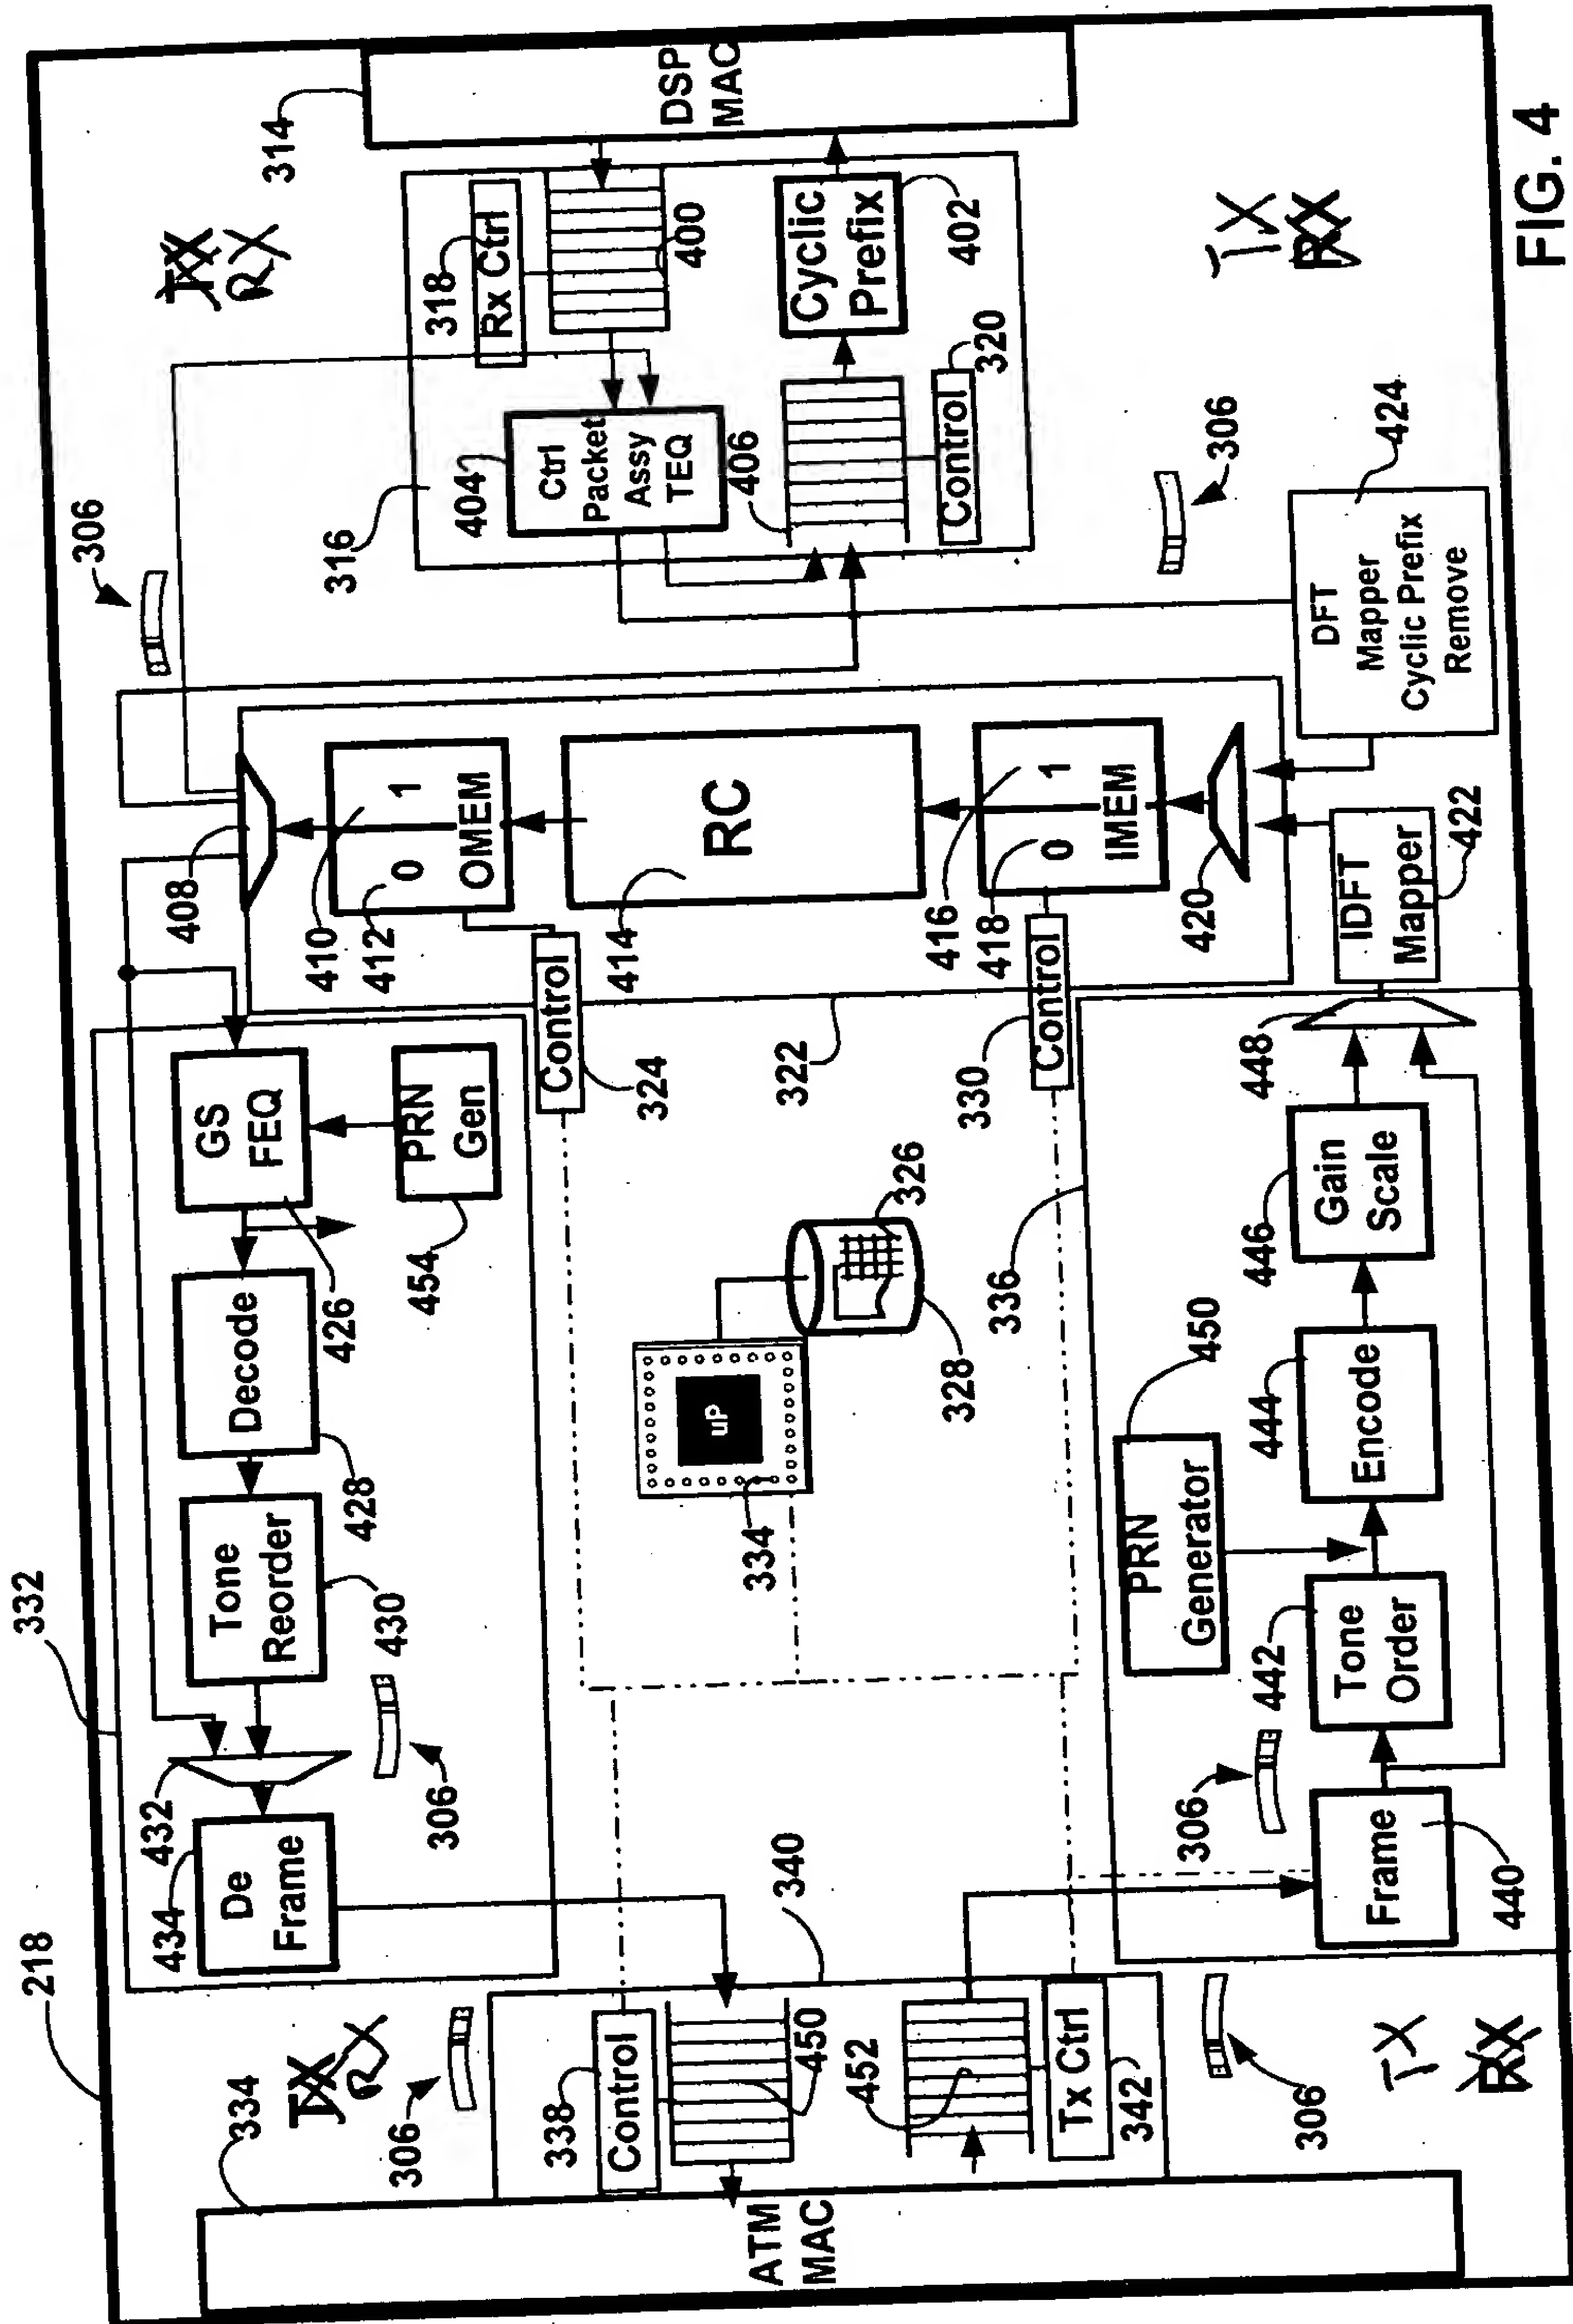 218
332
306
TX
RX
314
DSP
MAC
316
318
Rx Ctrl
400
404
Ctrl
Packet
Assy
TEQ
406
Cyclic
Prefix
402
Control
320
306
TX
RX
424
DFT
Mapper
Cyclic Prefix
Remove
408
410
412
0
1
OMEM
414
RC
416
418
0
1
IMEM
420
IDFT
Mapper
422
Control
324
322
330
Control
GS
FEQ
426
PRN
Gen
454
Decode
428
Tone
Reorder
430
432
434
De
Frame
306
326
328
uP
334
336
448
446
Gain
Scale
450
PRN
Generator
444
Encode
442
Tone
Order
306
Frame
440
340
334
TX
RX
306
338
Control
450
452
Tx Ctrl
342
306
TX
RX
ATM
MAC
FIG. 4